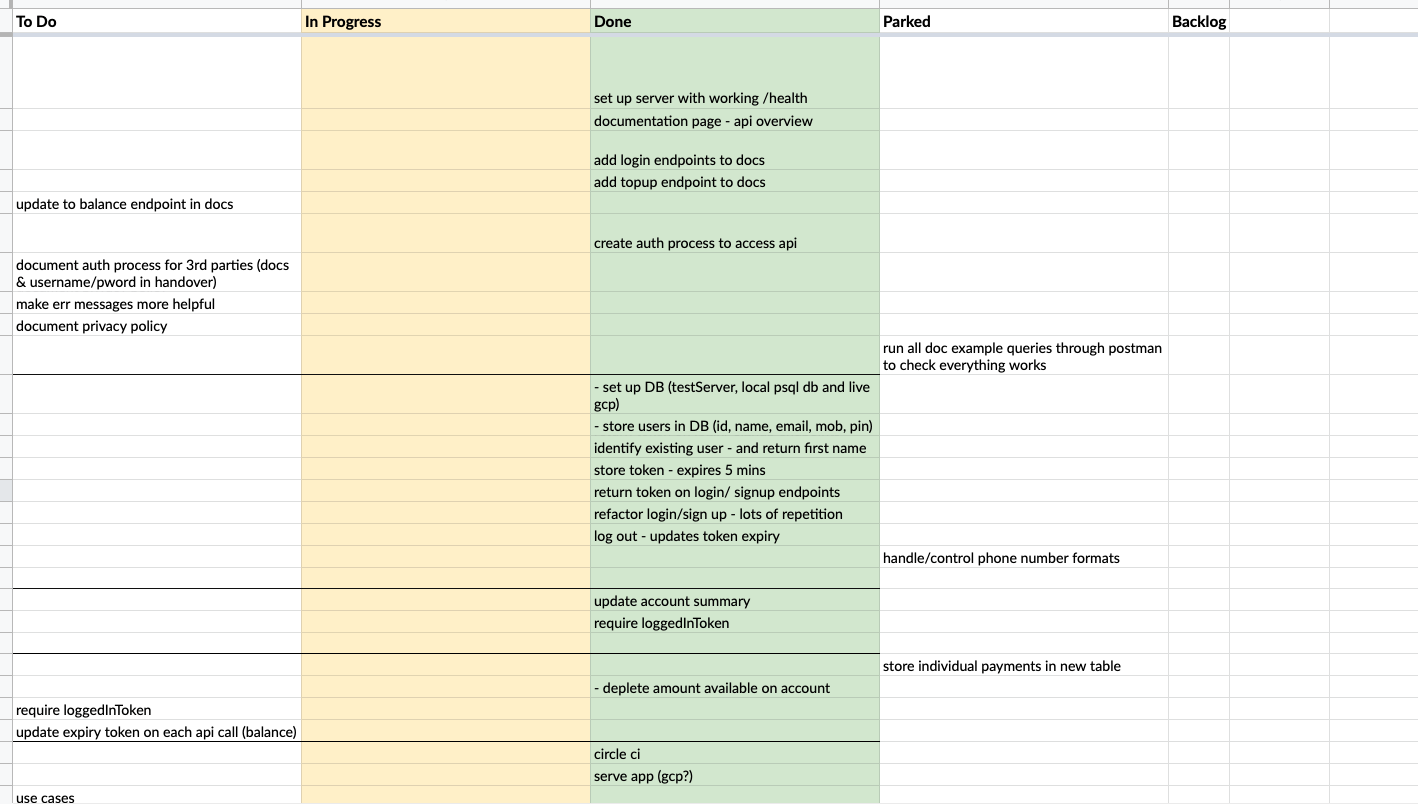 To Do In Progress Done Parked Backlog
set up server with working /health
documentation page - api overview
add login endpoints to docs
add topup endpoint to docs
update to balance endpoint in docs
create auth process to access api
document auth process for 3rd parties (docs
& username/pword in handover)
make err messages more helpful
document privacy policy
run all doc example queries through postman
to check everything works
- set up DB (testServer, local psql db and live
gcp)
- store users in DB (id, name, email, mob, pin)
identify existing user - and return first name
store token - expires 5 mins
return token on login/ signup endpoints
refactor login/sign up - lots of repetition
log out - updates token expiry
handle/control phone number formats
update account summary
require loggedInToken
store individual payments in new table
- deplete amount available on account
require loggedInToken
update expiry token on each api call (balance)
circle ci
serve app (gcp?)
use cases